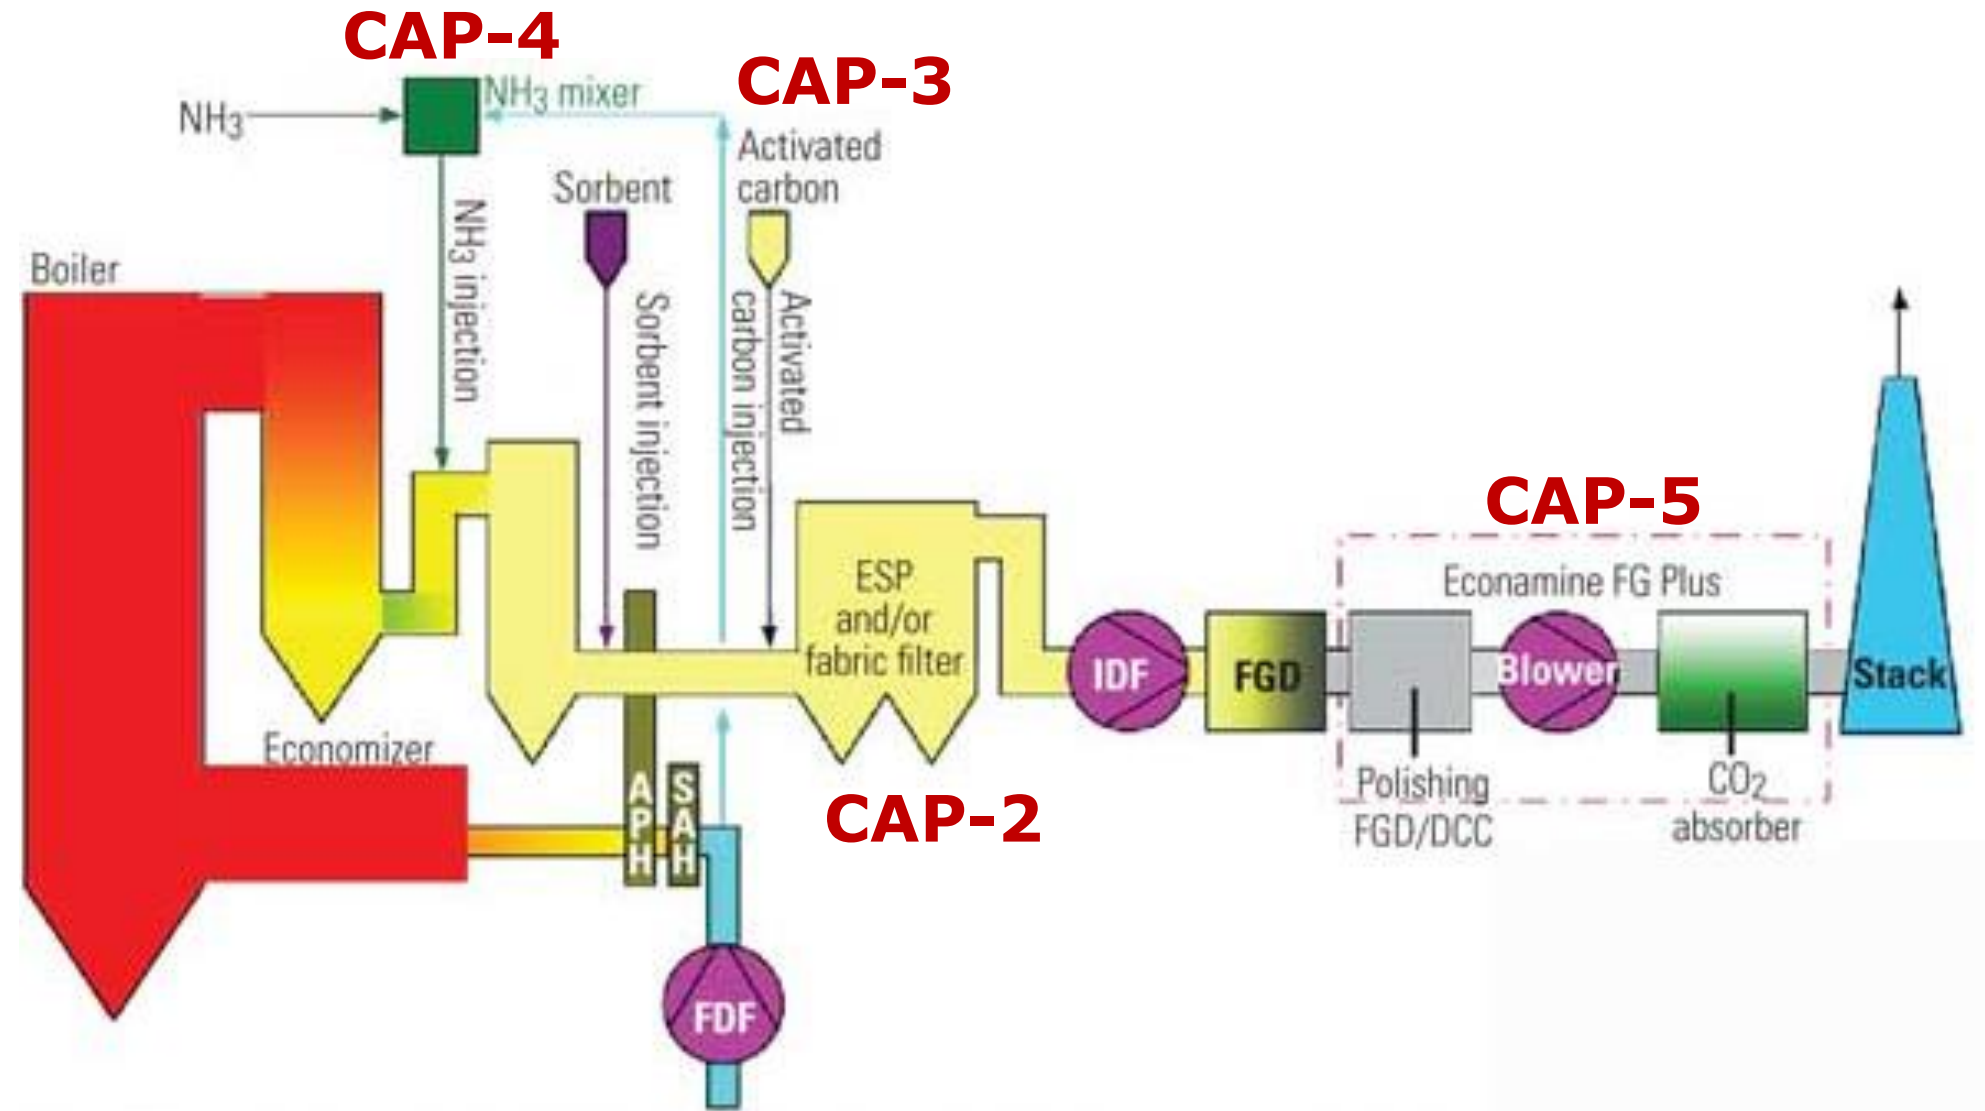 CAP-4
CAP-3
NH3
NH3 mixer
Activated
carbon
Sorbent
NH3 injection
Sorbent injection
Activated
carbon injection
Boiler
CAP-5
ESP
and/or
fabric filter
Econamine FG Plus
IDF
FGD
Blower
Stack
Economizer
APH
SAH
CAP-2
Polishing
FGD/DCC
CO2
absorber
FDF